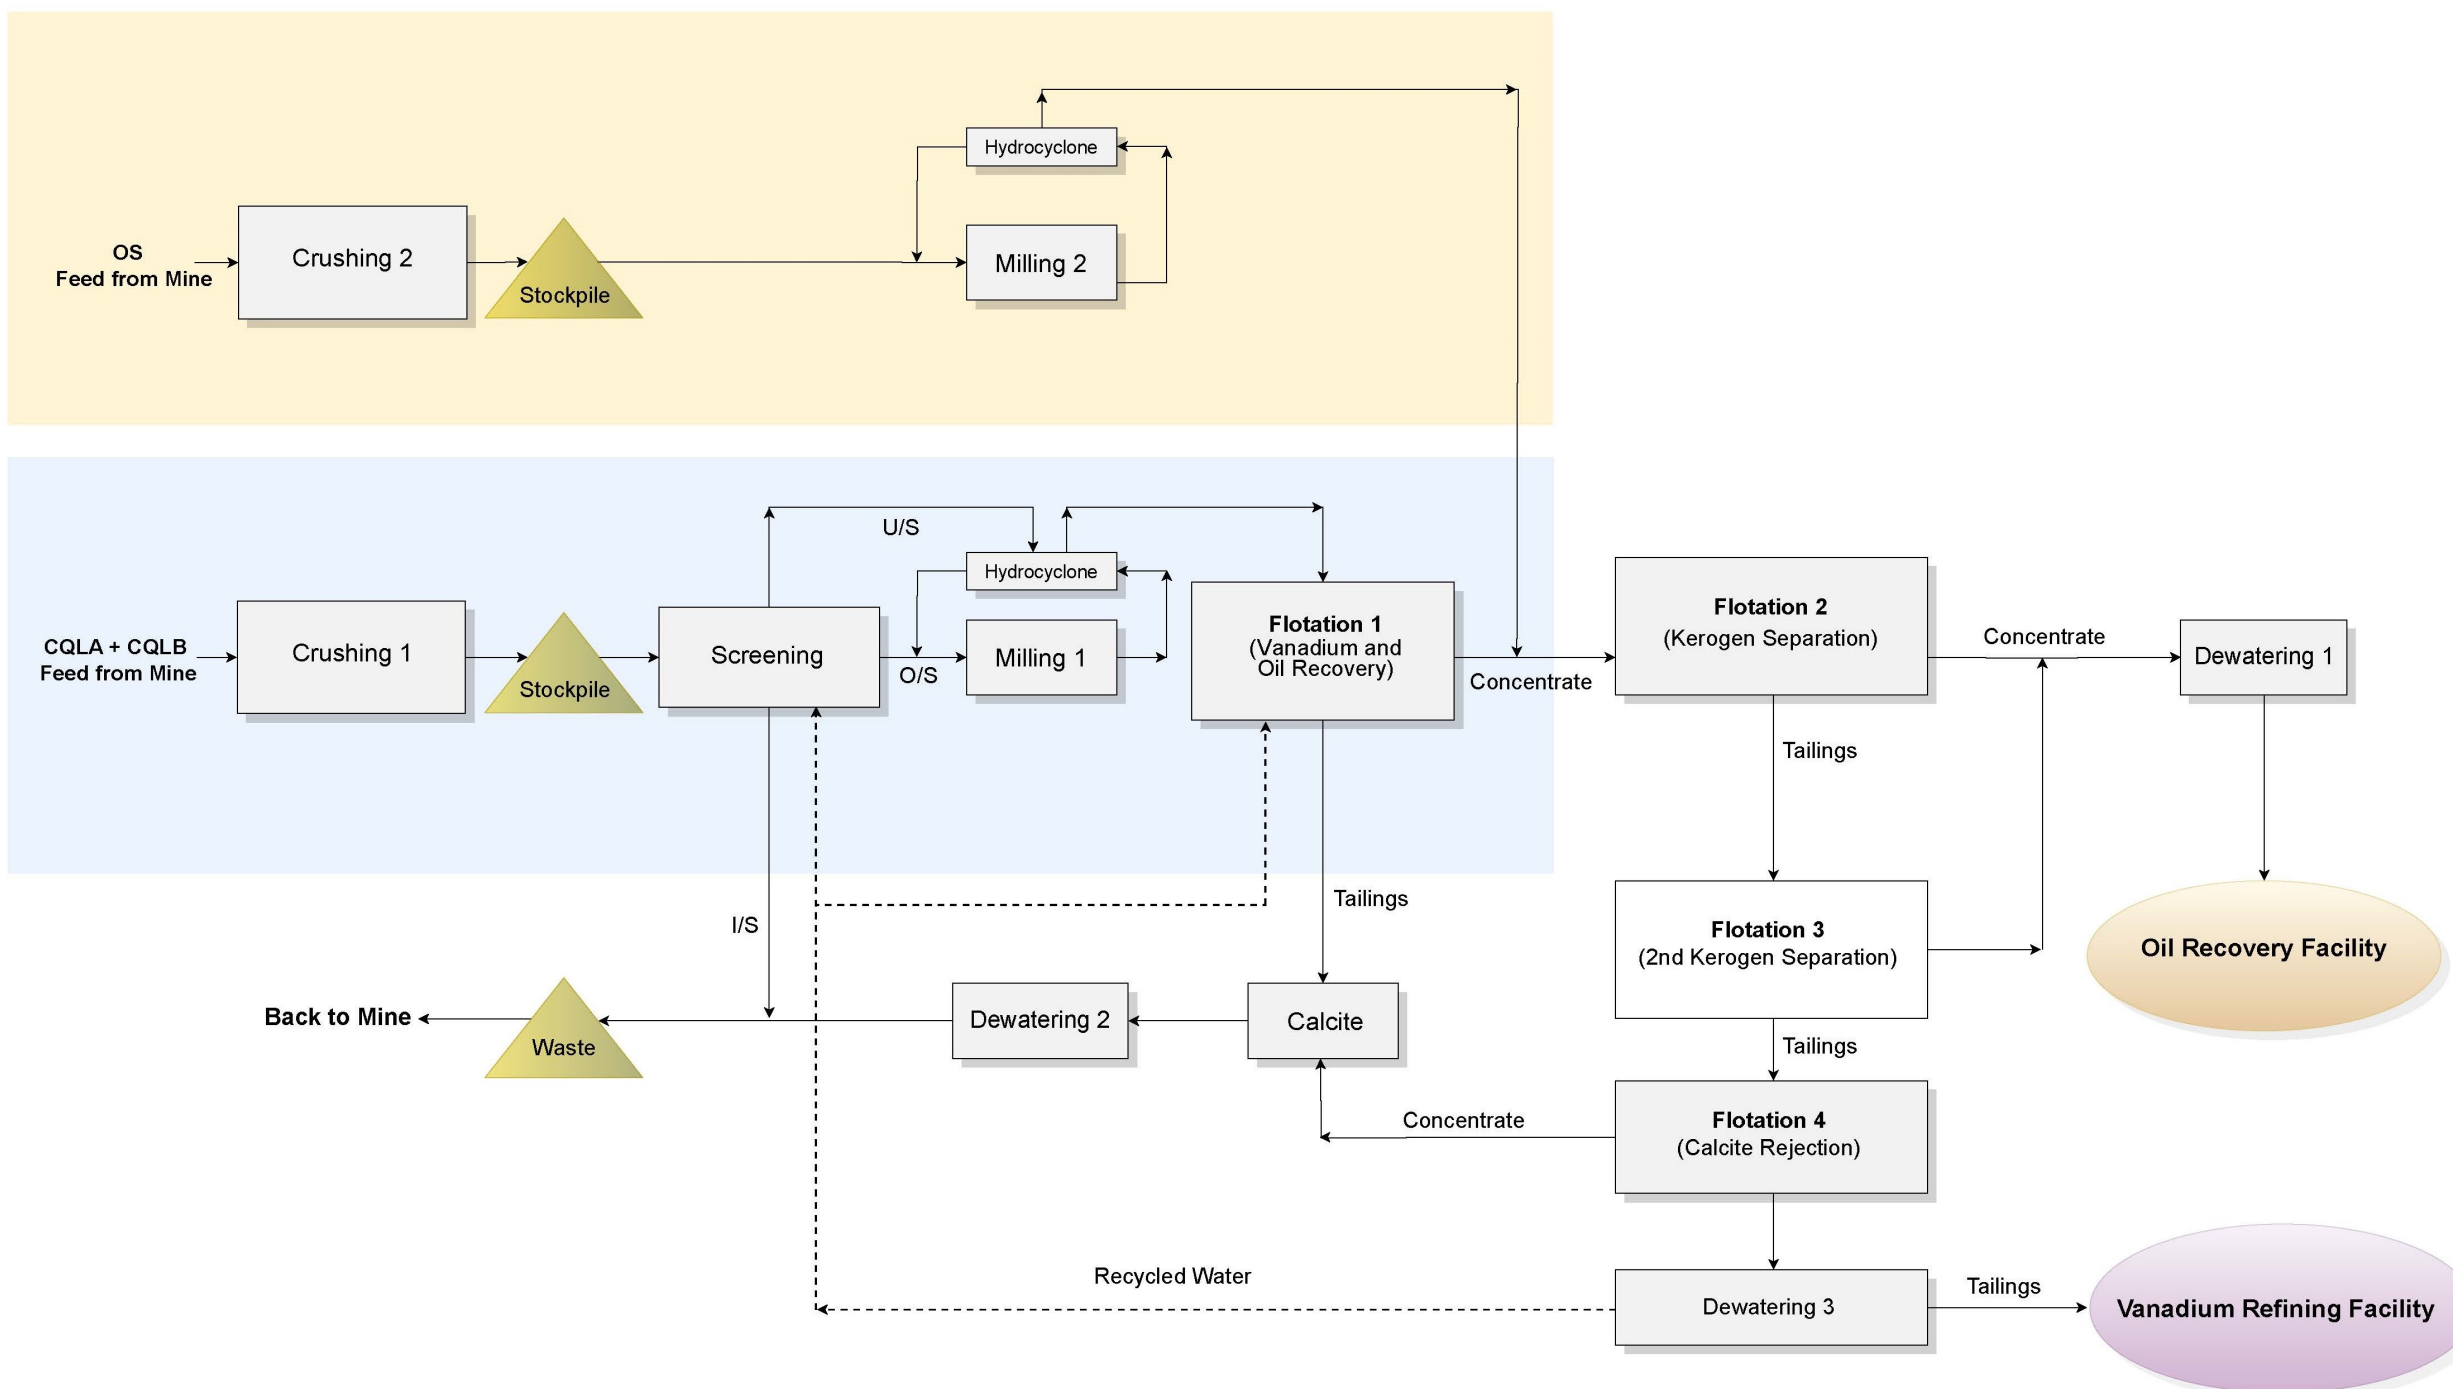 Hydrocyclone
OS
Feed from Mine
Crushing 2
Stockpile
Milling 2
U/S
Hydrocyclone
CQLA + CQLB
Feed from Mine
Crushing 1
Stockpile
Screening
O/S
Milling 1
Flotation 1
(Vanadium and
Oil Recovery)
Concentrate
Flotation 2
(Kerogen Separation)
Concentrate
Dewatering 1
Tailings
I/S
Tailings
Flotation 3
(2nd Kerogen Separation)
Oil Recovery Facility
Back to Mine
Waste
Dewatering 2
Calcite
Tailings
Concentrate
Flotation 4
(Calcite Rejection)
Recycled Water
Dewatering 3
Tailings
Vanadium Refining Facility